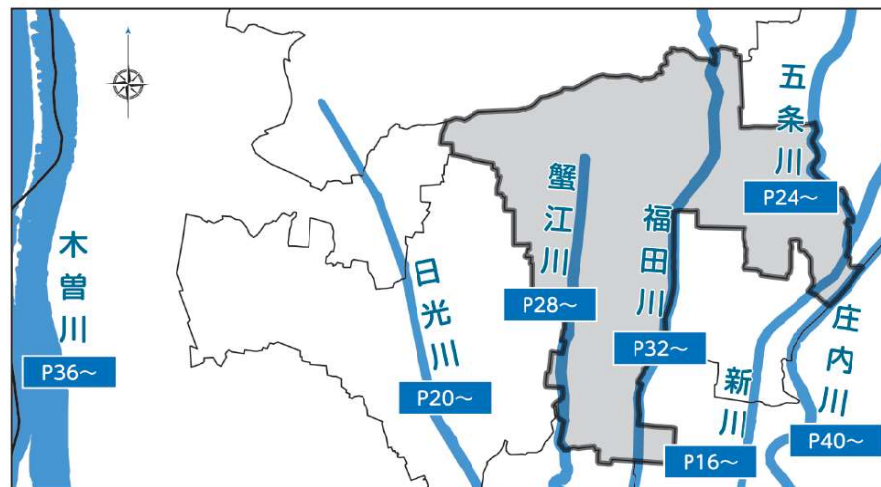 木曽川
P36～
日光川
P20～
蟹江川
P28～
福田川
P32～
五条川
P24～
新川
P16～
庄内川
P40～